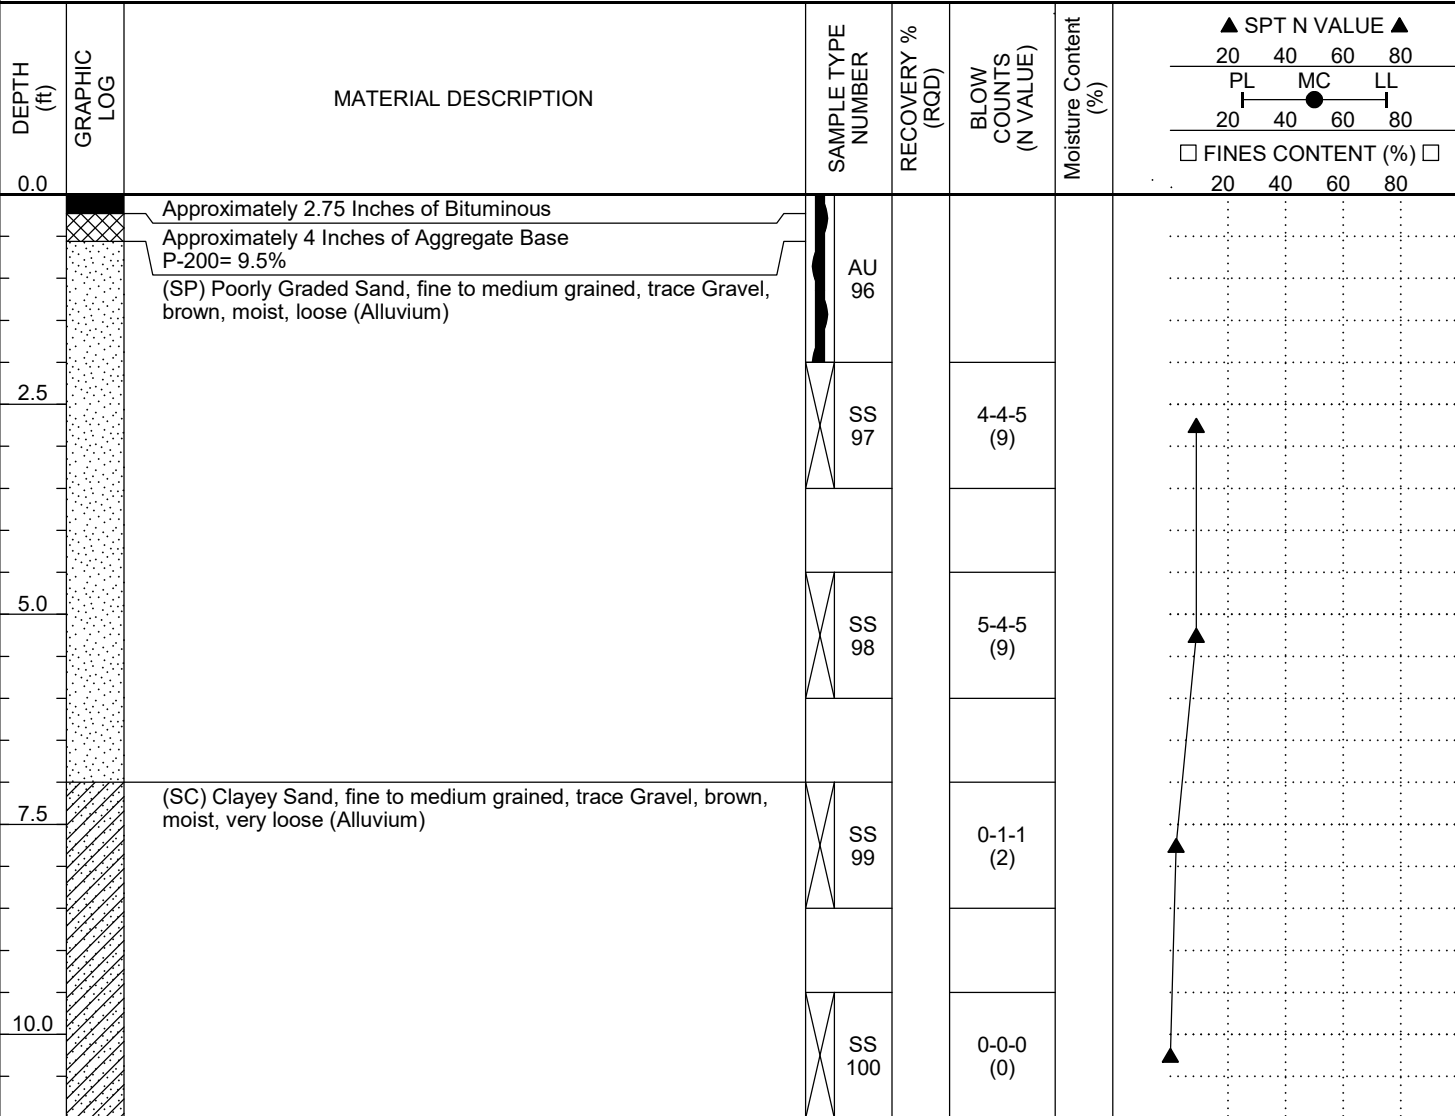 DEPTH
(ft)
GRAPHIC
LOG
MATERIAL DESCRIPTION
SAMPLE TYPE
NUMBER
RECOVERY %
(RQD)
BLOW
COUNTS
(N VALUE)
Moisture Content
(%)
▲ SPT N VALUE ▲
20 40 60 80
PL MC LL
20 40 60 80
□ FINES CONTENT (%) □
20 40 60 80
0.0
Approximately 2.75 Inches of Bituminous
Approximately 4 Inches of Aggregate Base
P-200= 9.5%
(SP) Poorly Graded Sand, fine to medium grained, trace Gravel,
brown, moist, loose (Alluvium)
AU
96
2.5
SS
97
4-4-5
(9)
5.0
SS
98
5-4-5
(9)
(SC) Clayey Sand, fine to medium grained, trace Gravel, brown,
moist, very loose (Alluvium)
7.5
SS
99
0-1-1
(2)
10.0
SS
100
0-0-0
(0)